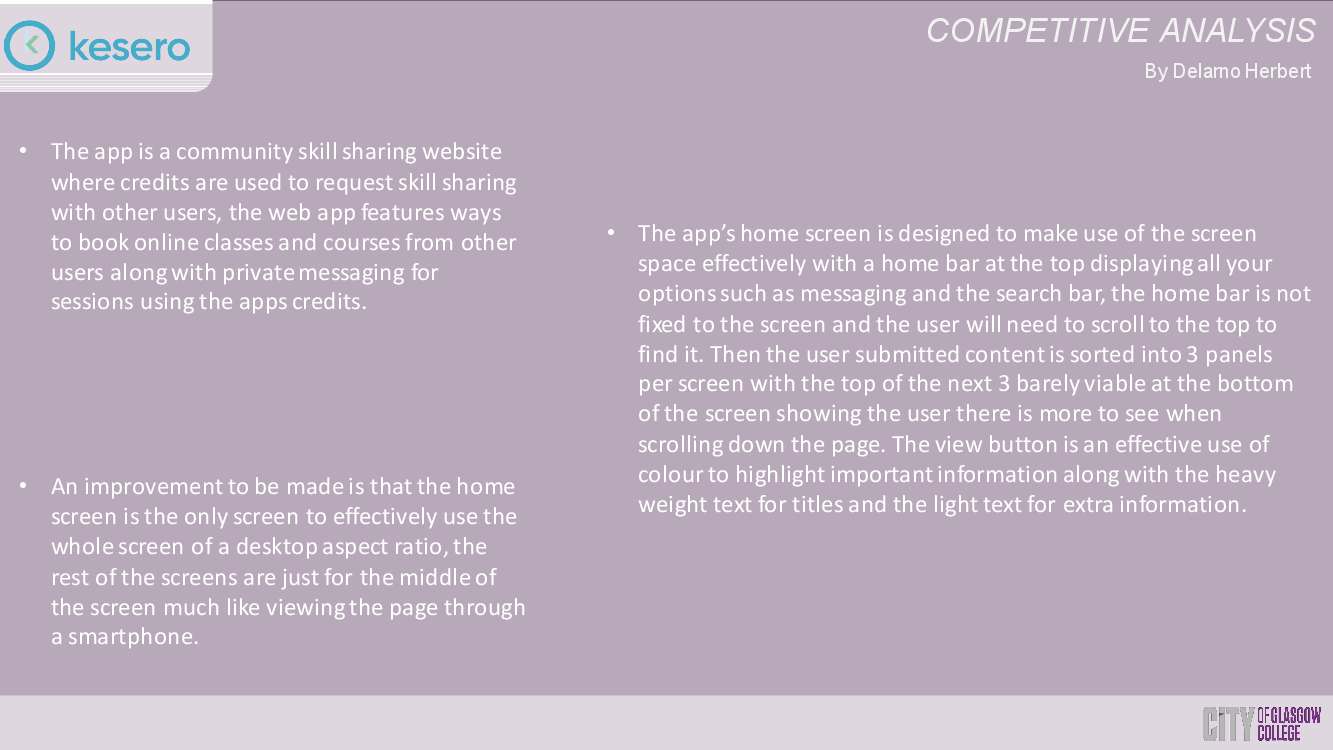 kesero
COMPETITIVE ANALYSIS
By Delarno Herbert
• The app is a community skill sharing website
where credits are used to request skill sharing
with other users, the web app features ways
to book online classes and courses from other
users along with private messaging for
sessions using the apps credits.
• An improvement to be made is that the home
screen is the only screen to effectively use the
whole screen of a desktop aspect ratio, the
rest of the screens are just for the middle of
the screen much like viewing the page through
a smartphone.
• The app’s home screen is designed to make use of the screen
space effectively with a home bar at the top displaying all your
options such as messaging and the search bar, the home bar is not
fixed to the screen and the user will need to scroll to the top to
find it. Then the user submitted content is sorted into 3 panels
per screen with the top of the next 3 barely viable at the bottom
of the screen showing the user there is more to see when
scrolling down the page. The view button is an effective use of
colour to highlight important information along with the heavy
weight text for titles and the light text for extra information.
CITY OF GLASGOW
COLLEGE